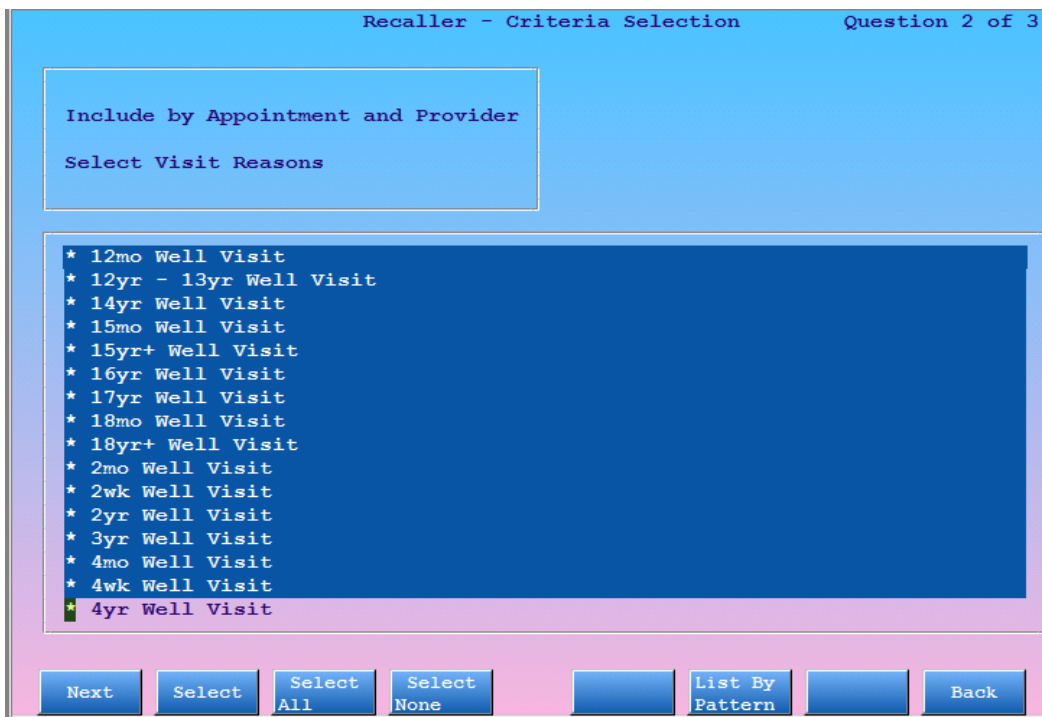 Recaller - Criteria Selection Question 2 of 3
Include by Appointment and Provider
Select Visit Reasons
* 12mo Well Visit
* 12yr - 13yr Well Visit
* 14yr Well Visit
* 15mo Well Visit
* 15yr+ Well Visit
* 16yr Well Visit
* 17yr Well Visit
* 18mo Well Visit
* 18yr+ Well Visit
* 2mo Well Visit
* 2wk Well Visit
* 2yr Well Visit
* 3yr Well Visit
* 4mo Well Visit
* 4wk Well Visit
* 4yr Well Visit
Next
Select
Select
All
Select
None
List By
Pattern
Back